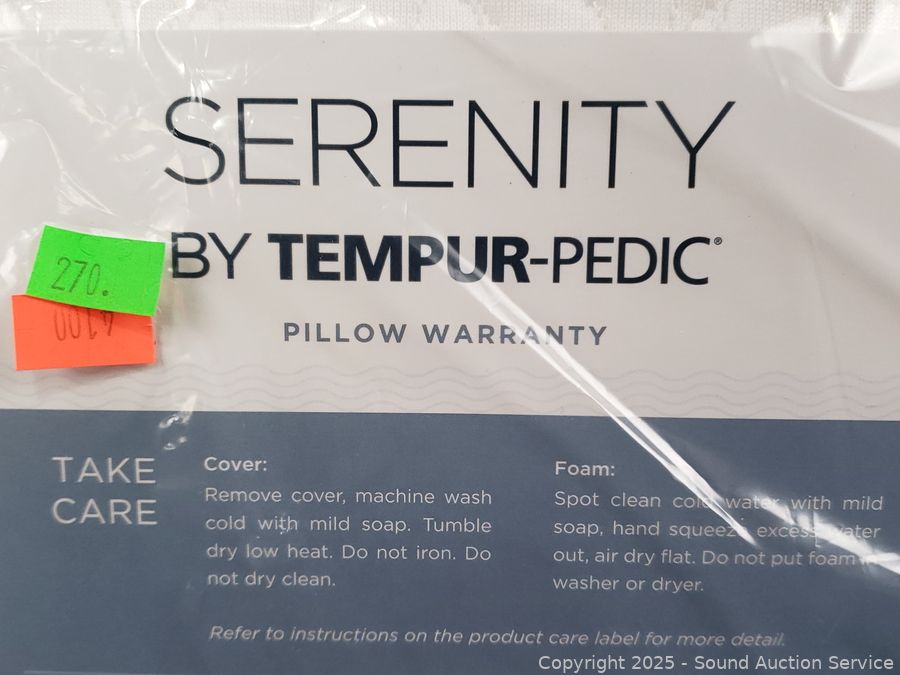 SERENITY
BY TEMPUR-PEDIC®
270.
4100
PILLOW WARRANTY
TAKE
CARE
Cover:
Remove cover, machine wash
cold with mild soap. Tumble
dry low heat. Do not iron. Do
not dry clean.
Foam:
Spot clean cold water with mild
soap, hand squeeze excess water
out, air dry flat. Do not put foam in
washer or dryer.
Refer to instructions on the product care label for more detail.
Copyright 2025 - Sound Auction Service